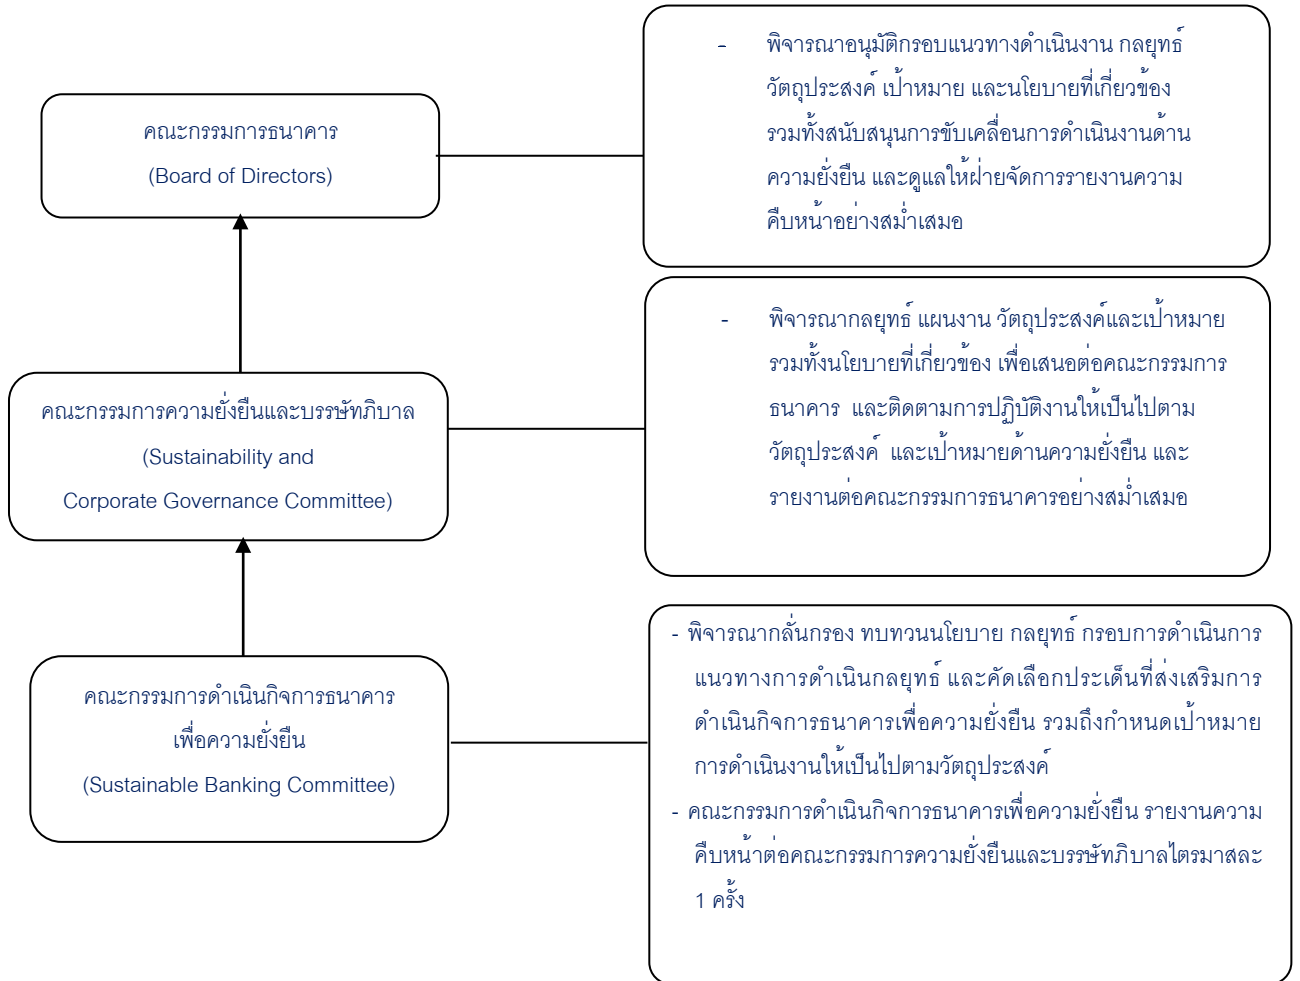 คณะกรรมการธนาคาร
(Board of Directors)
- พิจารณาอนุมัติกรอบแนวทางดำเนินงาน กลยุทธ์
วัตถุประสงค์ เป้าหมาย และนโยบายที่เกี่ยวข้อง
รวมทั้งสนับสนุนการขับเคลื่อนการดำเนินงานด้าน
ความยั่งยืน และดูแลให้ฝ่ายจัดการรายงานความ
คืบหน้าอย่างสม่ำเสมอ
คณะกรรมการความยั่งยืนและบรรษัทภิบาล
(Sustainability and
Corporate Governance Committee)
- พิจารณากลยุทธ์ แผนงาน วัตถุประสงค์และเป้าหมาย
รวมทั้งนโยบายที่เกี่ยวข้อง เพื่อเสนอต่อคณะกรรมการ
ธนาคาร และติดตามการปฏิบัติงานให้เป็นไปตาม
วัตถุประสงค์ และเป้าหมายด้านความยั่งยืน และ
รายงานต่อคณะกรรมการธนาคารอย่างสม่ำเสมอ
คณะกรรมการดำเนินกิจการธนาคาร
เพื่อความยั่งยืน
(Sustainable Banking Committee)
- พิจารณากลั่นกรอง ทบทวนนโยบาย กลยุทธ์ กรอบการดำเนินการ
แนวทางการดำเนินกลยุทธ์ และคัดเลือกประเด็นที่ส่งเสริมการ
ดำเนินกิจการธนาคารเพื่อความยั่งยืน รวมถึงกำหนดเป้าหมาย
การดำเนินงานให้เป็นไปตามวัตถุประสงค์
- คณะกรรมการดำเนินกิจการธนาคารเพื่อความยั่งยืน รายงานความ
คืบหน้าต่อคณะกรรมการความยั่งยืนและบรรษัทภิบาลไตรมาสละ
1 ครั้ง